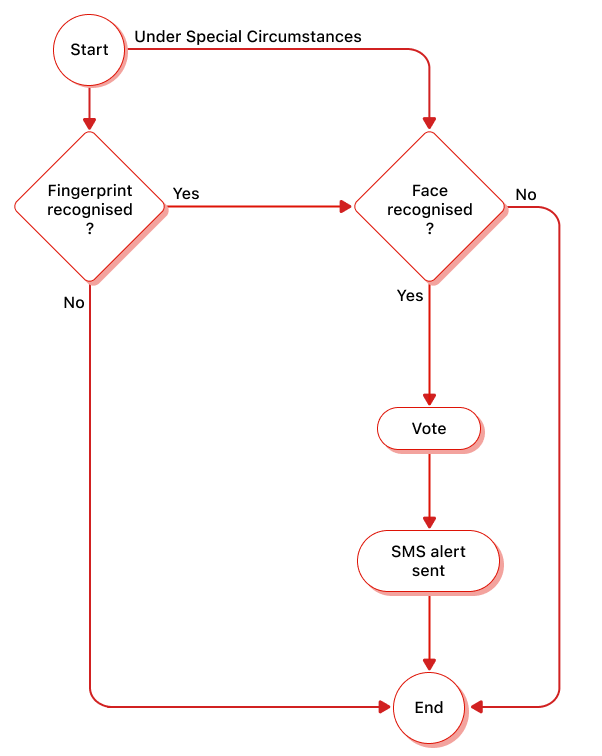 Start
Under Special Circumstances
Fingerprint
recognised
?
Yes
Face
recognised
?
No
No
Yes
Vote
SMS alert
sent
End